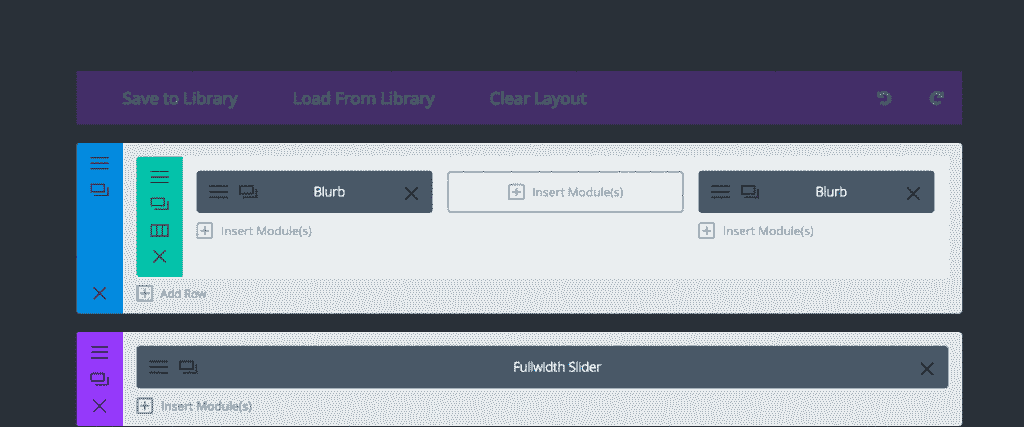 Save to Library Load From Library Clear Layout
Blurb Insert Module(s) Blurb
Insert Module(s) Insert Module(s)
Add Row
Fullwidth Slider
Insert Module(s)